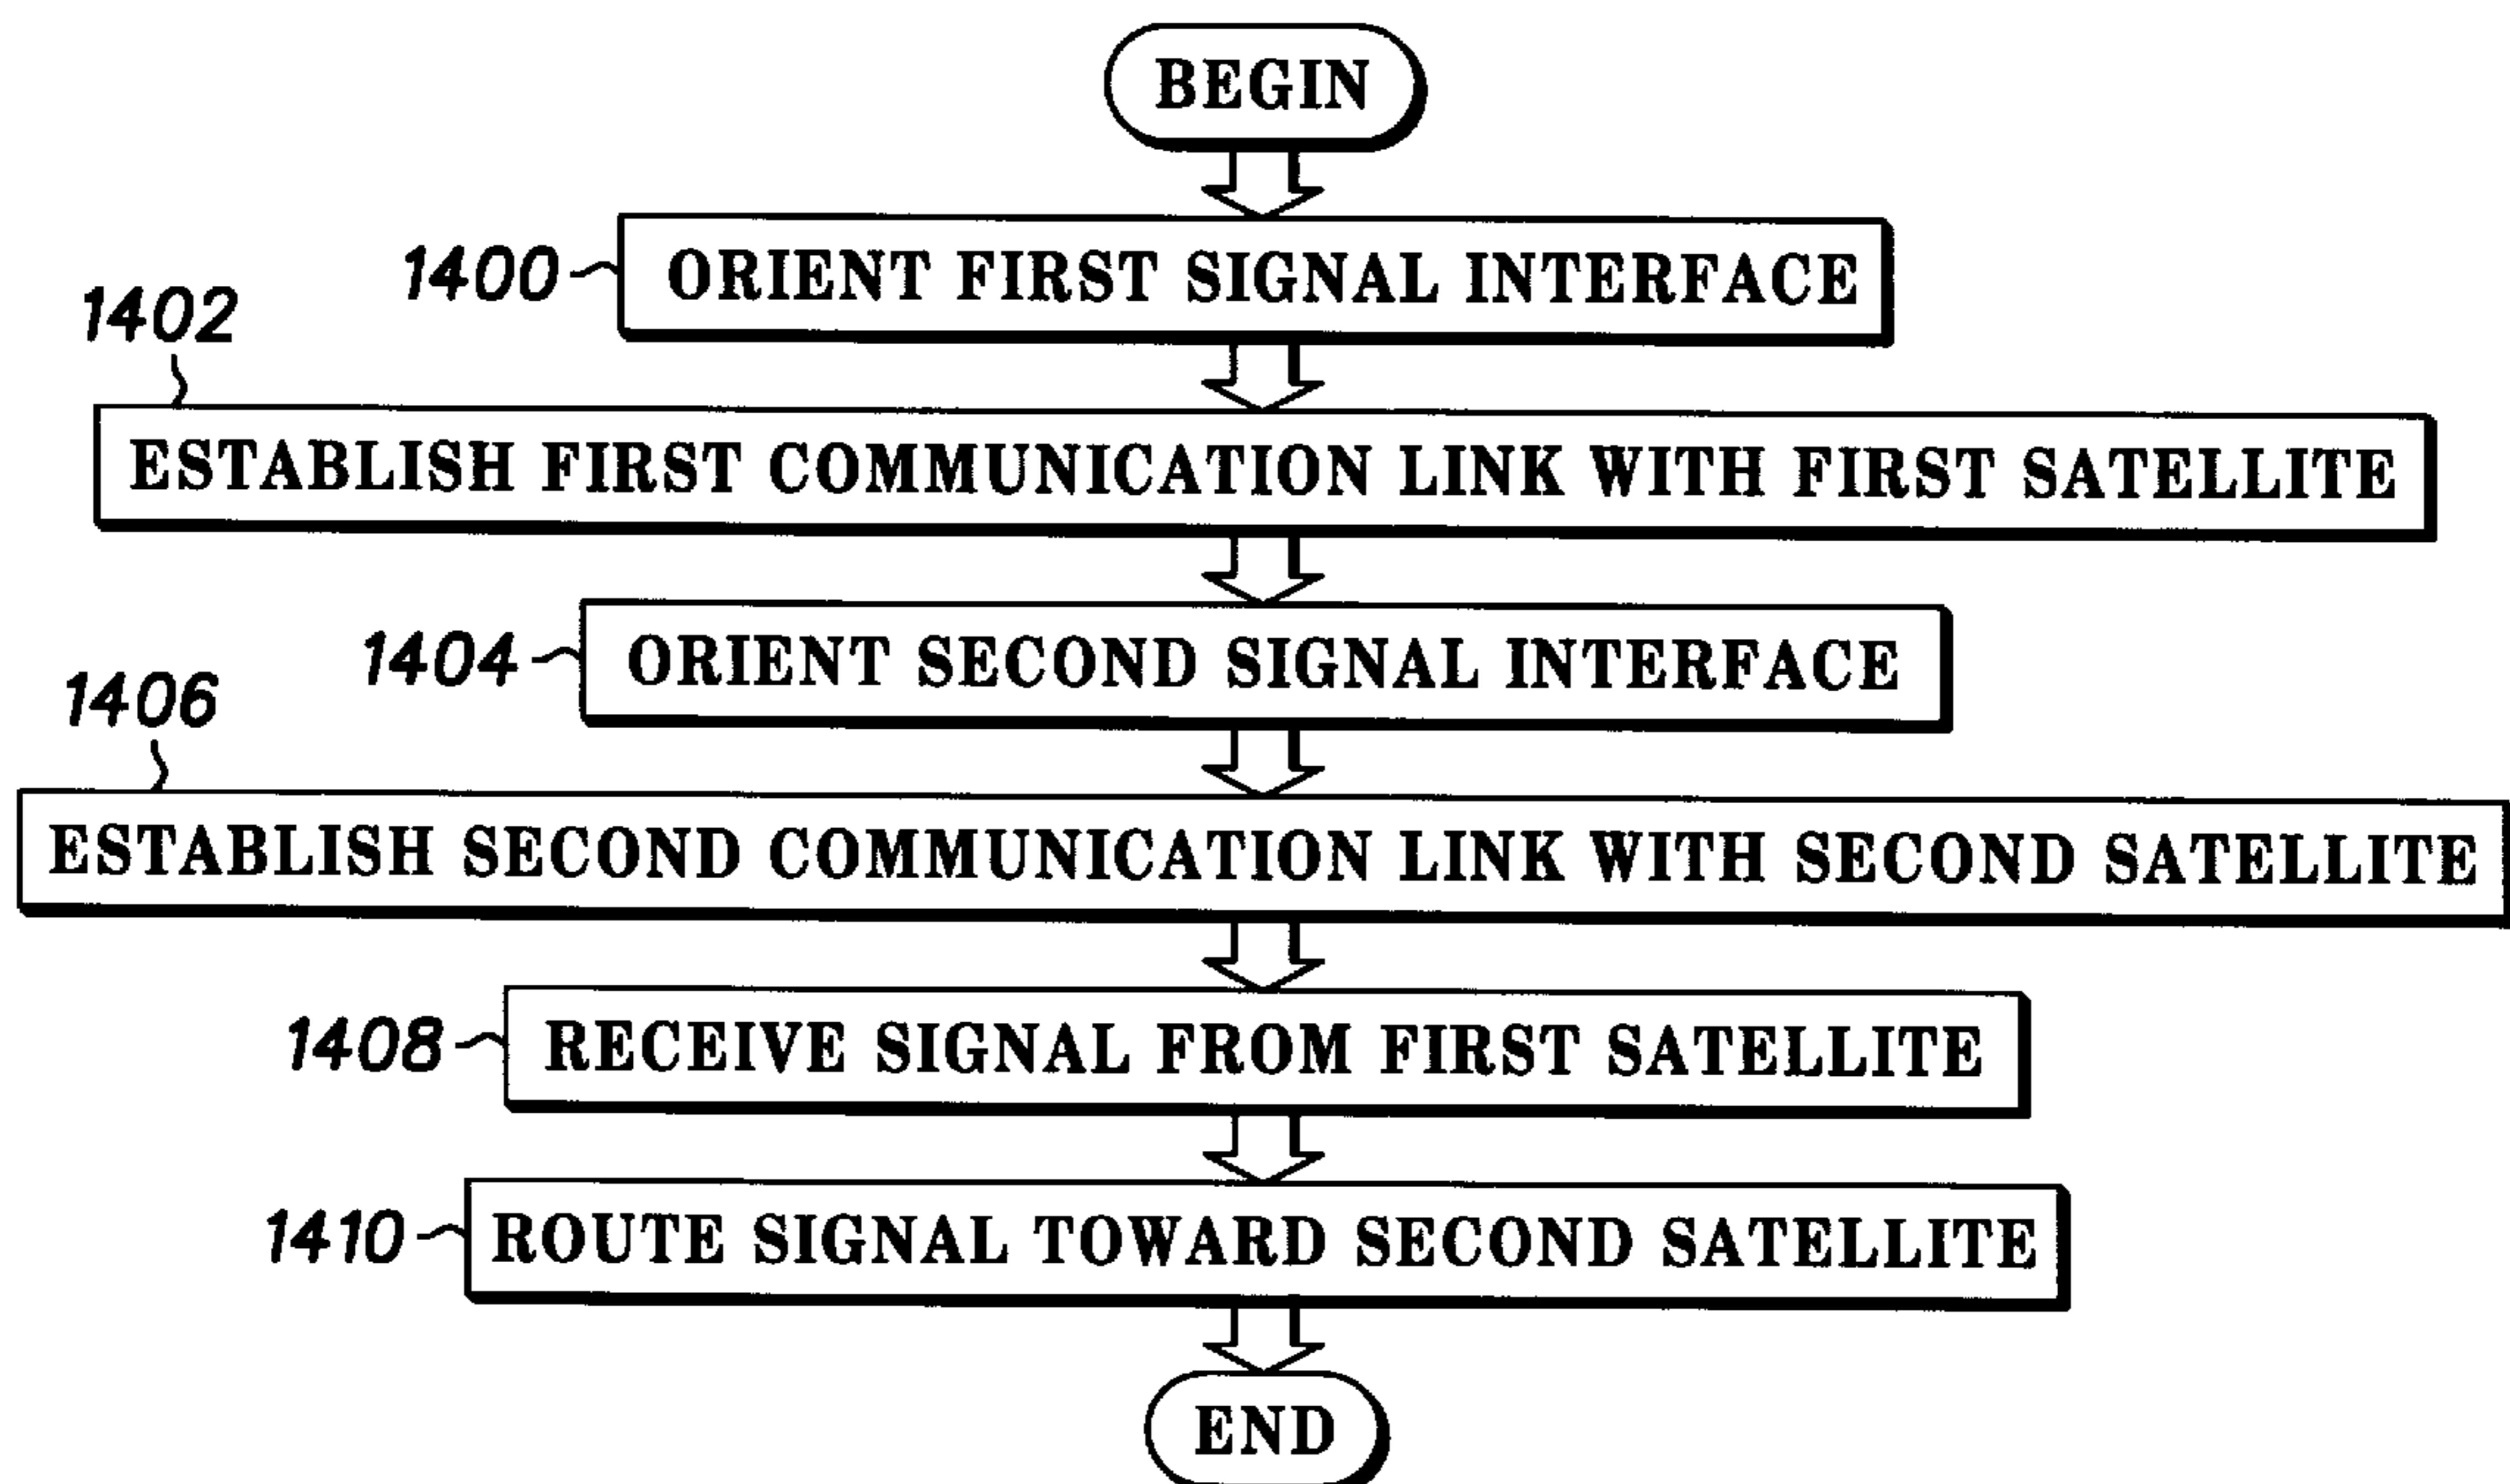 BEGIN
1400
ORIENT FIRST SIGNAL INTERFACE
1402
ESTABLISH FIRST COMMUNICATION LINK WITH FIRST SATELLITE
1404
ORIENT SECOND SIGNAL INTERFACE
1406
ESTABLISH SECOND COMMUNICATION LINK WITH SECOND SATELLITE
1408
RECEIVE SIGNAL FROM FIRST SATELLITE
1410
ROUTE SIGNAL TOWARD SECOND SATELLITE
END